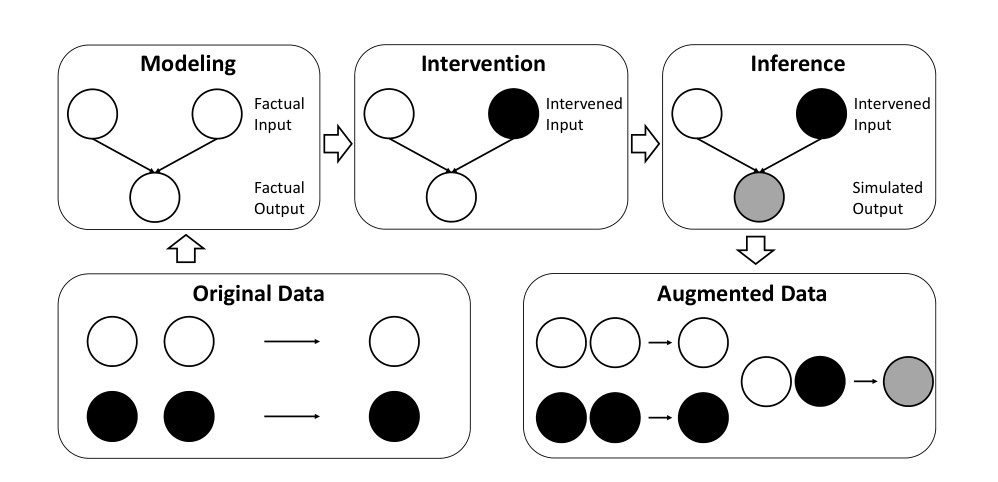 Modeling
Factual
Input
Factual
Output
Intervention
Intervened
Input
Inference
Intervened
Input
Simulated
Output
Original Data
Augmented Data